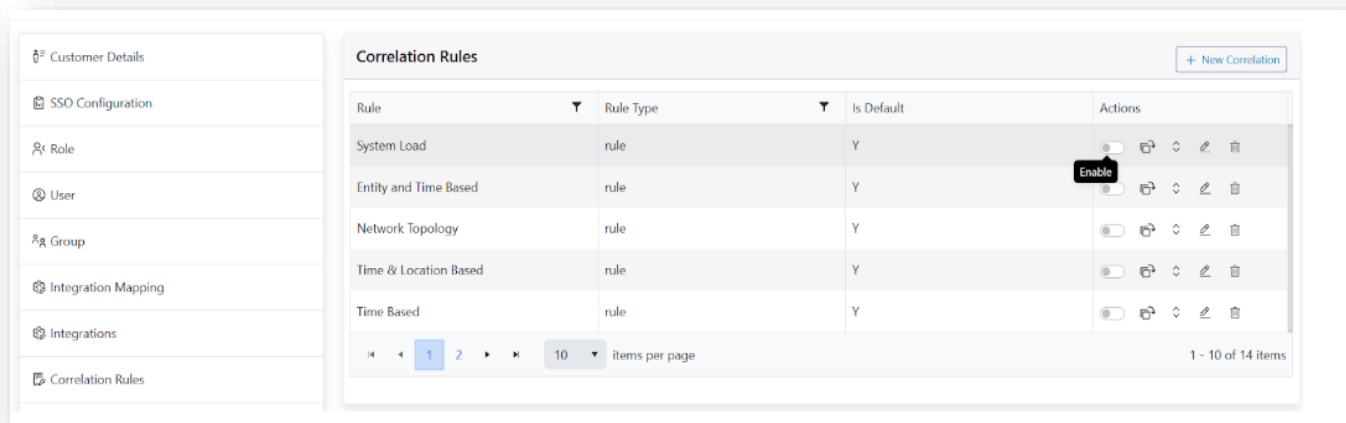 Customer Details
SSO Configuration
Role
User
Group
Integration Mapping
Integrations
Correlation Rules
Correlation Rules
+ New Correlation
Rule Rule Type Is Default Actions
System Load rule Y
Enable
Entity and Time Based rule Y
Network Topology rule Y
Time & Location Based rule Y
Time Based rule Y
1 2 10 items per page 1 - 10 of 14 items